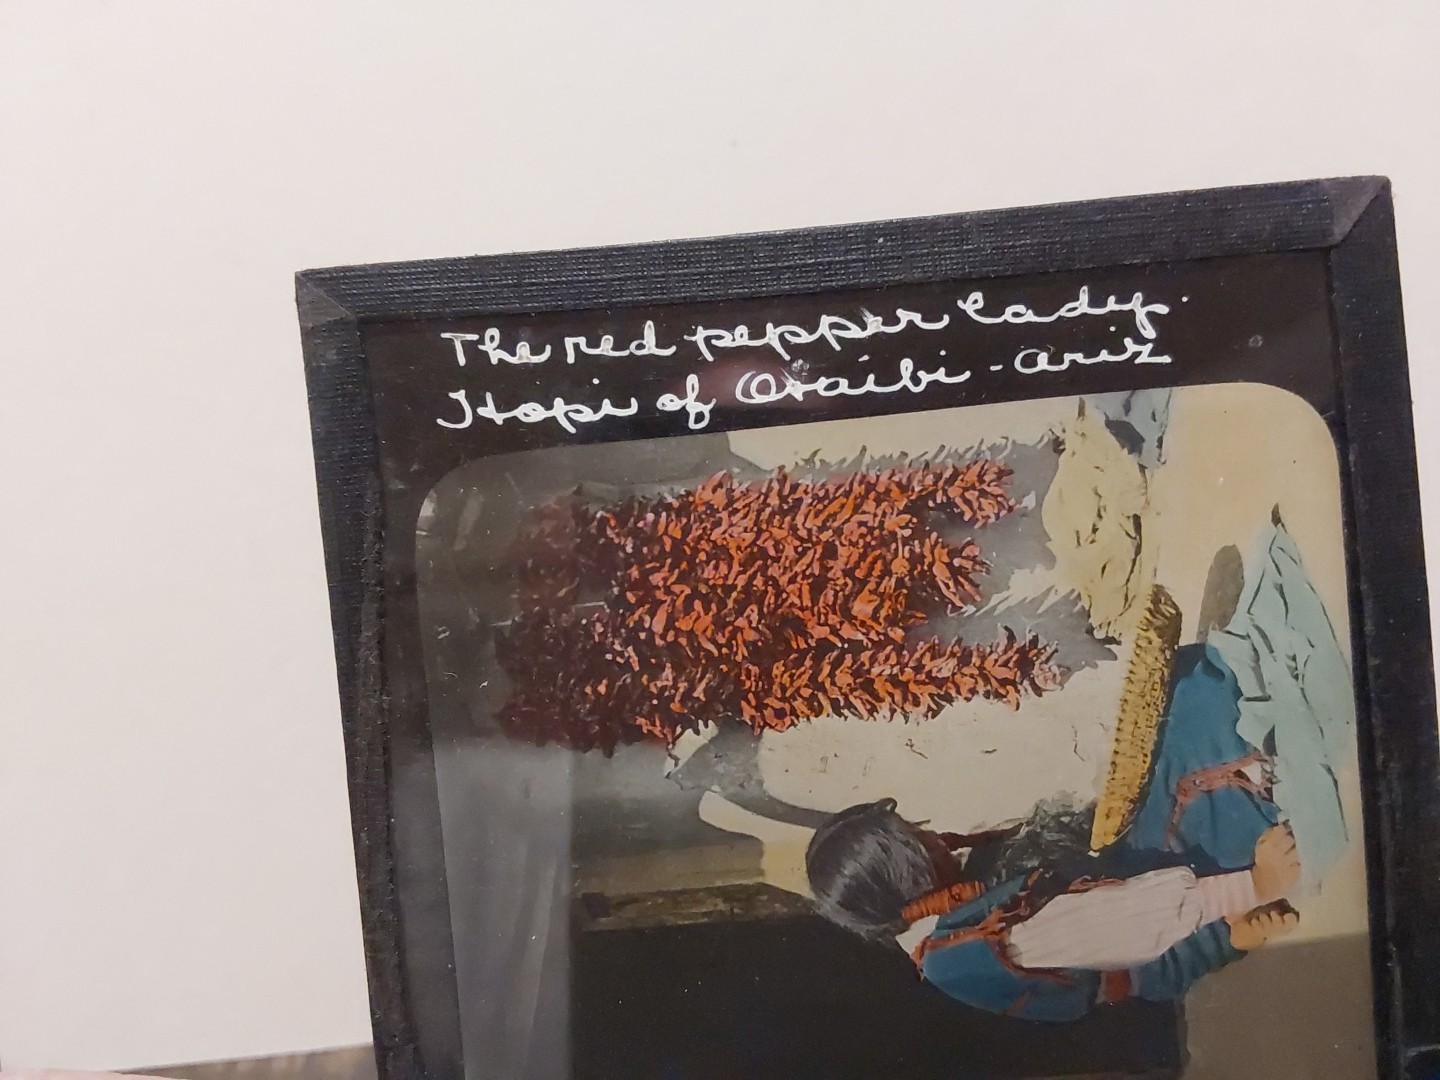 The red pepper lady.
Hopi of Oraibi - Ariz